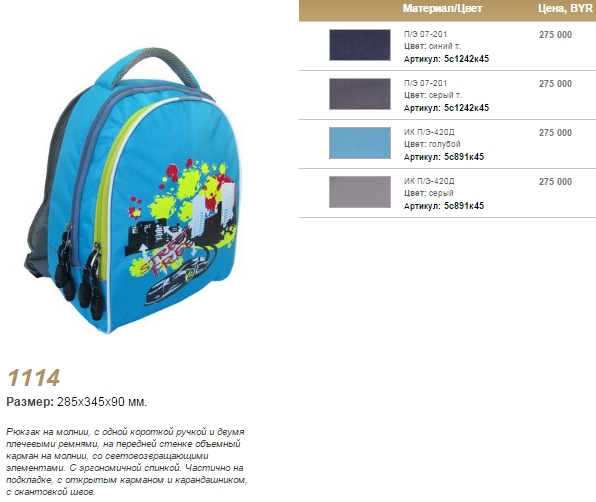 Материал/Цвет Цена, BYR
П/Э 07-201 275 000
Цвет: синий т.
Артикул: 5с1242к45
П/Э 07-201 275 000
Цвет: серый т.
Артикул: 5с1242к45
ИК П/Э-420Д 275 000
Цвет: голубой
Артикул: 5с891к45
ИК П/Э-420Д 275 000
Цвет: серый
Артикул: 5с891к45
STREET
FREE
1114
Размер: 285х345х90 мм.
Рюкзак на молнии, с одной короткой ручкой и двумя
плечевыми ремнями, на передней стенке объемный
карман на молнии, со световозвращающими
элементами. С эргономичной спинкой. Частично на
подкладке, с открытым карманом и карандашником,
с окантовкой швов.